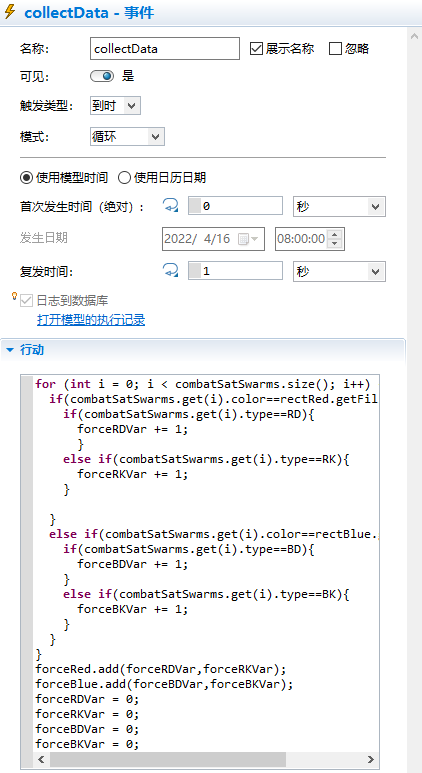 collectData - 事件
名称: collectData 展示名称 忽略
可见: 是
触发类型: 到时
模式: 循环
使用模型时间 使用日历日期
首次发生时间（绝对）: 0 秒
发生日期 2022/ 4/16 08:00:00
复发时间: 1 秒
日志到数据库
打开模型的执行记录
行动
for (int i = 0; i < combatSatSwarms.size(); i++)
  if(combatSatSwarms.get(i).color==rectRed.getFil
    if(combatSatSwarms.get(i).type==RD){
      forceRDVar += 1;
      }
    else if(combatSatSwarms.get(i).type==RK){
      forceRKVar += 1;
    }
  }
  else if(combatSatSwarms.get(i).color==rectBlue.
    if(combatSatSwarms.get(i).type==BD){
      forceBDVar += 1;
    }
    else if(combatSatSwarms.get(i).type==BK){
      forceBKVar += 1;
    }
  }
}
forceRed.add(forceRDVar,forceRKVar);
forceBlue.add(forceBDVar,forceBKVar);
forceRDVar = 0;
forceRKVar = 0;
forceBDVar = 0;
forceBKVar = 0;